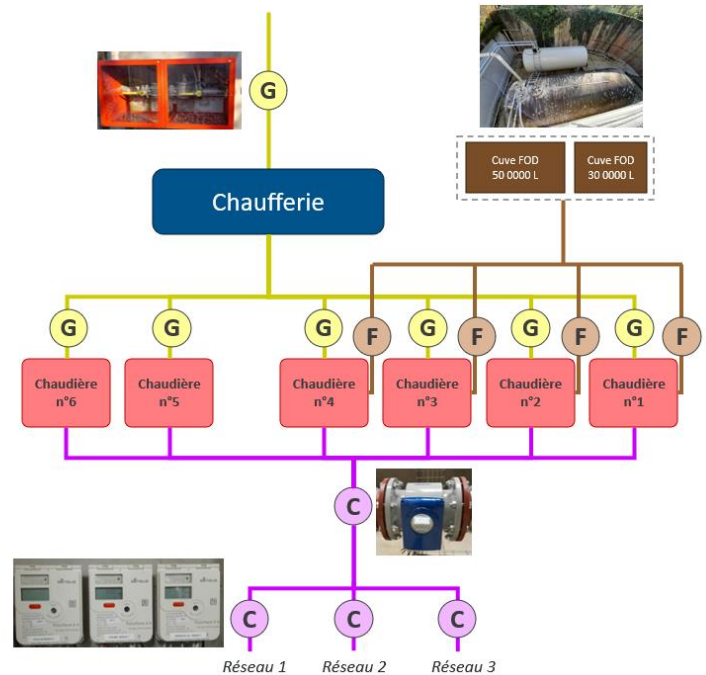 G
Cuve FOD
50 0000 L
Cuve FOD
30 0000 L
Chaufferie
G
G
G
F
G
F
G
F
G
F
Chaudière
n°6
Chaudière
n°5
Chaudière
n°4
Chaudière
n°3
Chaudière
n°2
Chaudière
n°1
C
C
C
C
Réseau 1
Réseau 2
Réseau 3